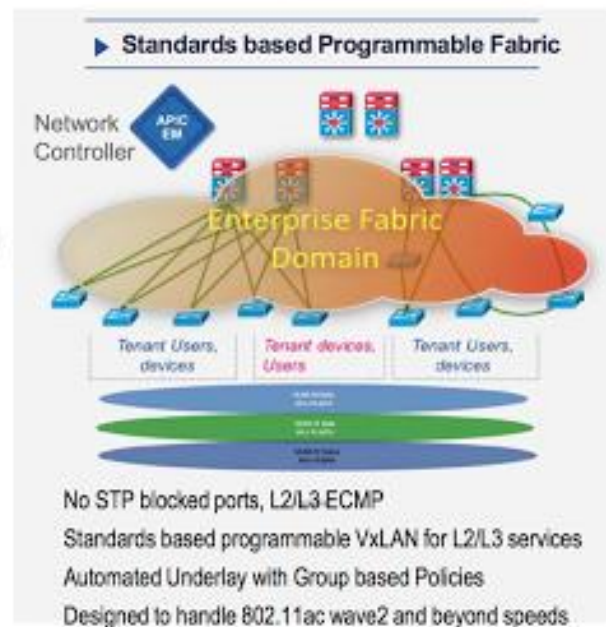 Standards based Programmable Fabric
APIC
EM
Network
Controller
Enterprise Fabric
Domain
Tenant Users,
devices
Tenant devices,
Users
Tenant Users,
devices
No STP blocked ports, L2/L3 ECMP
Standards based programmable VxLAN for L2/L3 services
Automated Underlay with Group based Policies
Designed to handle 802.11ac wave2 and beyond speeds